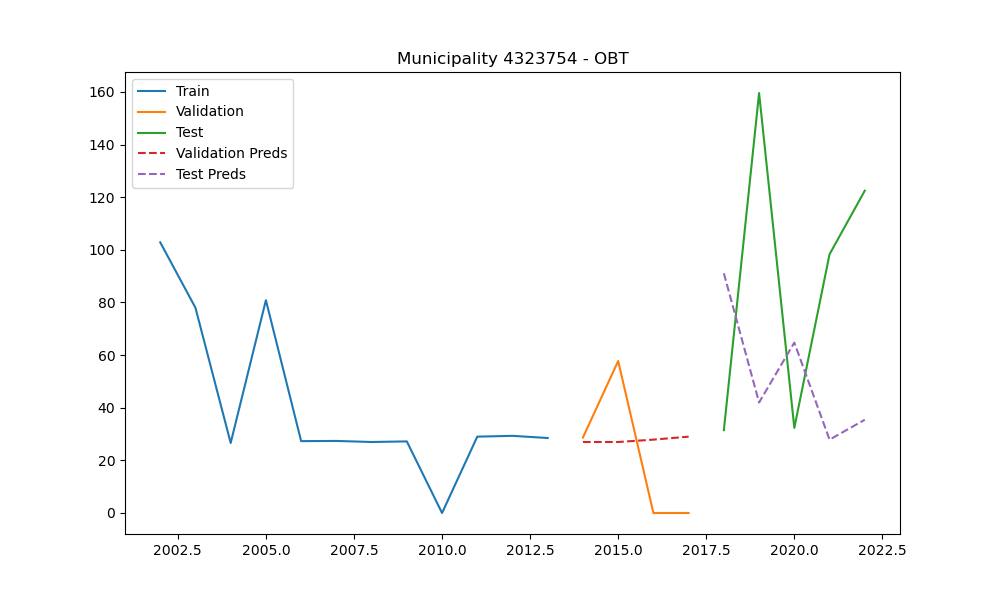 Municipality 4323754 - OBT
Train
Validation
Test
Validation Preds
Test Preds
160
140
120
100
80
60
40
20
0
2002.5 2005.0 2007.5 2010.0 2012.5 2015.0 2017.5 2020.0 2022.5